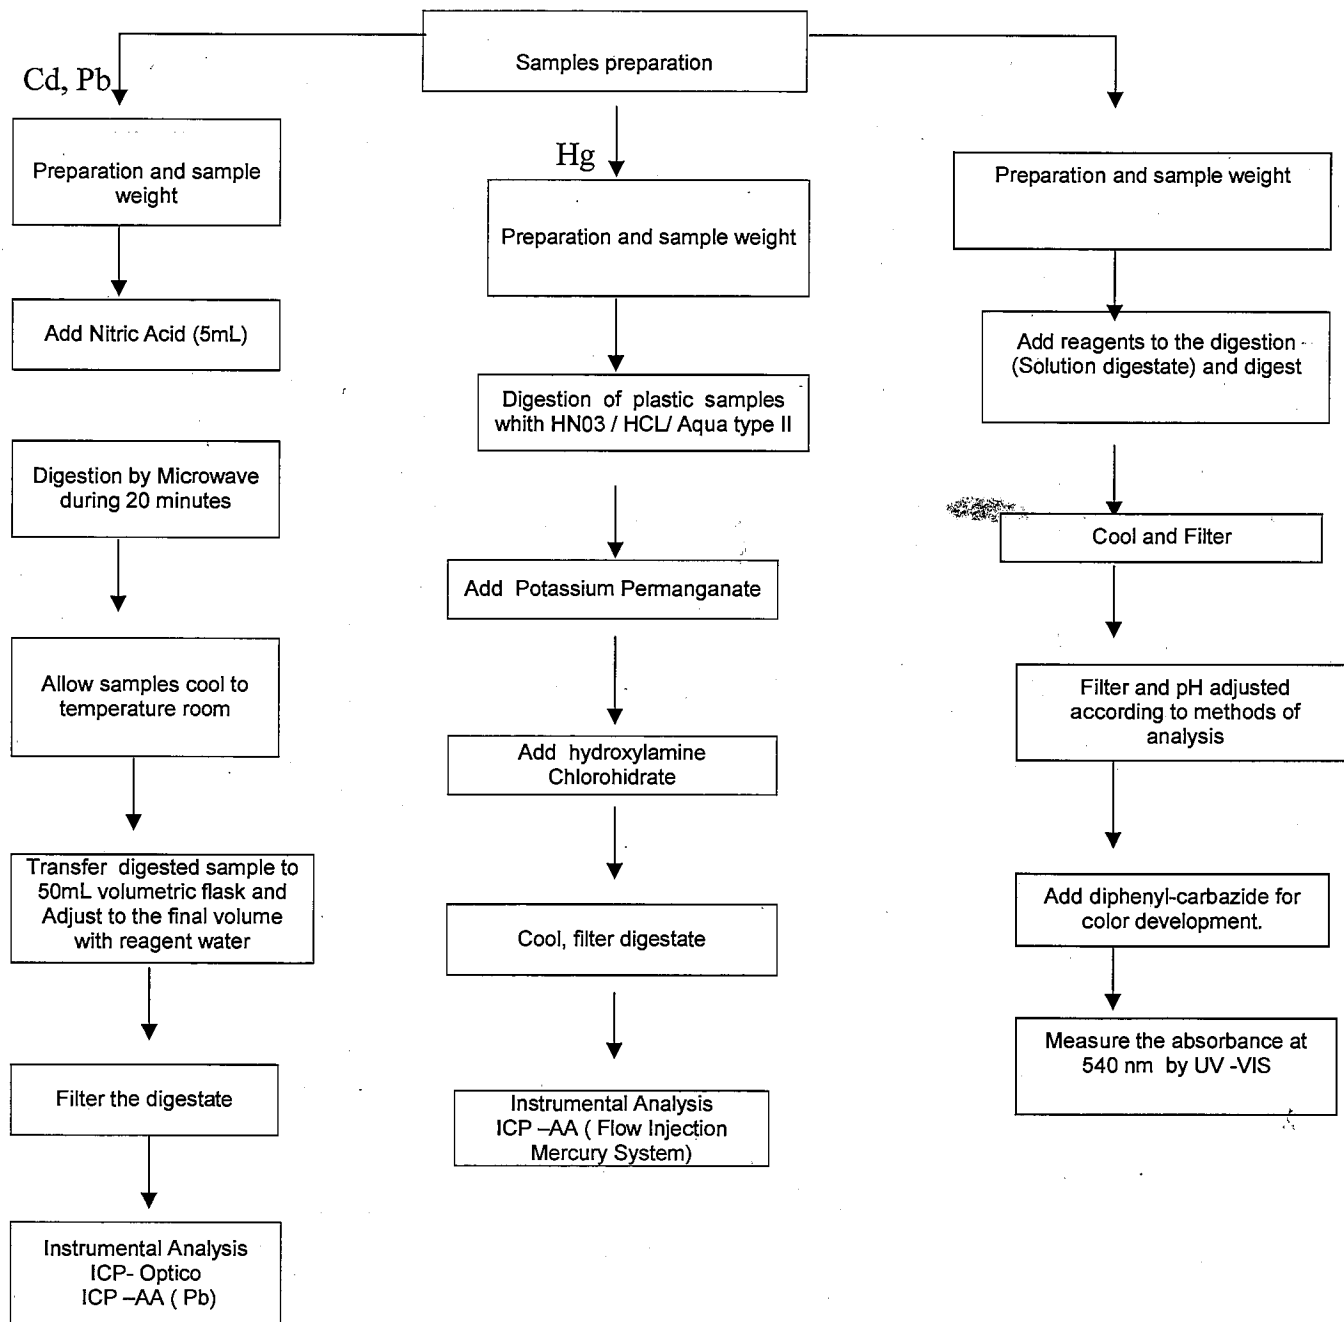 Samples preparation
Cd, Pb
Preparation and sample
weight
Add Nitric Acid (5mL)
Digestion by Microwave
during 20 minutes
Allow samples cool to
temperature room
Transfer digested sample to
50mL volumetric flask and
Adjust to the final volume
with reagent water
Filter the digestate
Instrumental Analysis
ICP- Optico
ICP –AA ( Pb)
Hg
Preparation and sample weight
Digestion of plastic samples
whith HN03 / HCL/ Aqua type II
Add Potassium Permanganate
Add hydroxylamine
Chlorohidrate
Cool, filter digestate
Instrumental Analysis
ICP –AA ( Flow Injection
Mercury System)
Preparation and sample weight
Add reagents to the digestion
(Solution digestate) and digest
Cool and Filter
Filter and pH adjusted
according to methods of
analysis
Add diphenyl-carbazide for
color development.
Measure the absorbance at
540 nm by UV -VIS